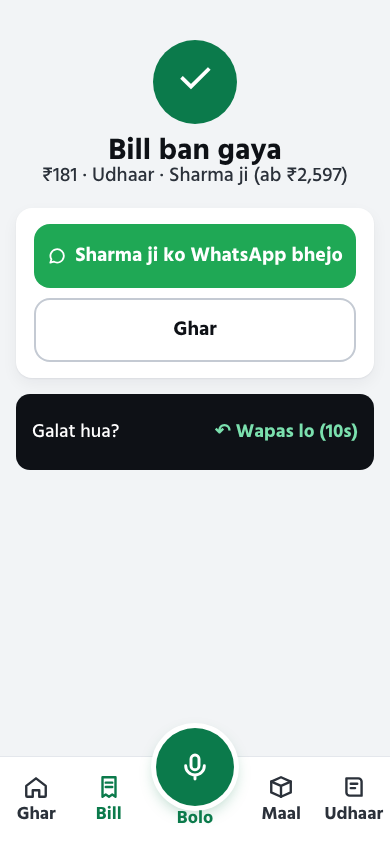 Bill ban gaya
₹181 · Udhaar · Sharma ji (ab ₹2,597)
Sharma ji ko WhatsApp bhejo
Ghar
Galat hua? ↶ Wapas lo (10s)
Ghar Bill Bolo Maal Udhaar